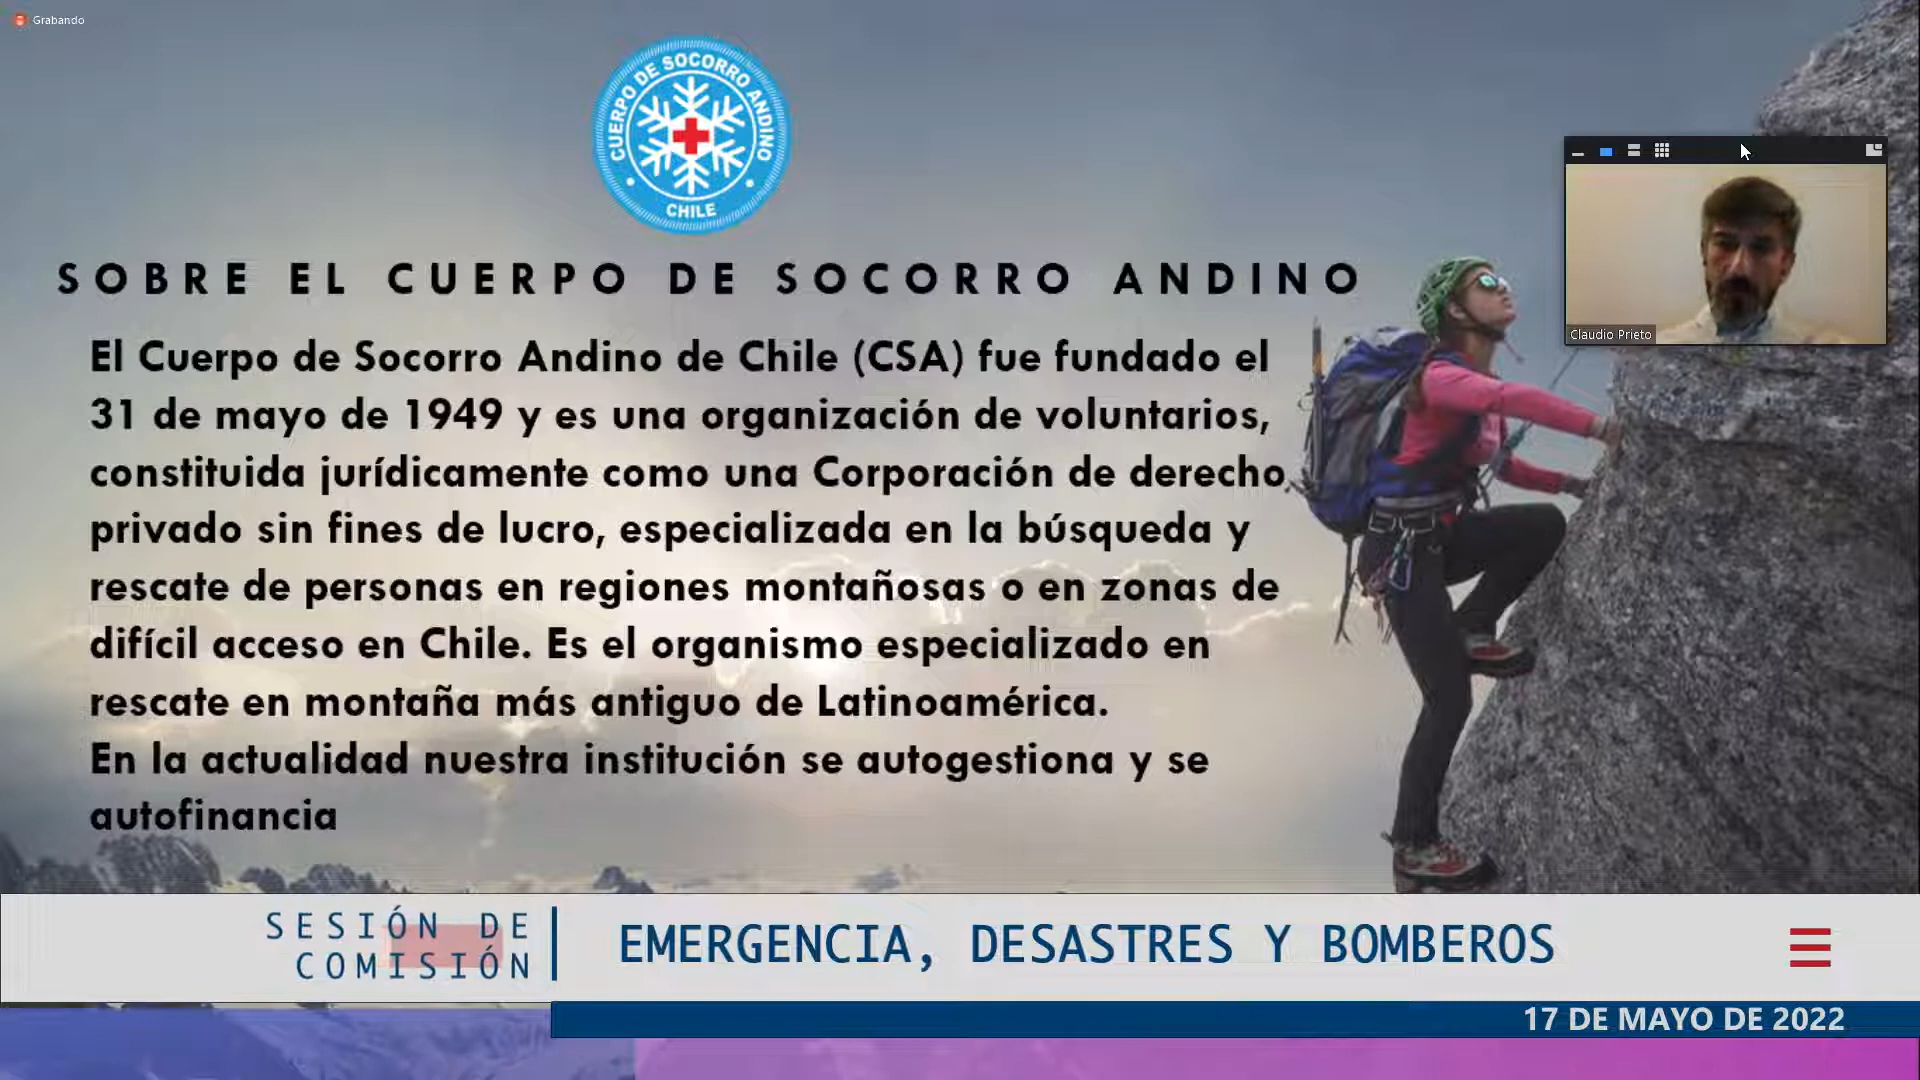 Grabando
CUERPO DE SOCORRO ANDINO
CHILE
SOBRE EL CUERPO DE SOCORRO ANDINO
Claudio Prieto
El Cuerpo de Socorro Andino de Chile (CSA) fue fundado el
31 de mayo de 1949 y es una organización de voluntarios,
constituida jurídicamente como una Corporación de derecho
privado sin fines de lucro, especializada en la búsqueda y
rescate de personas en regiones montañosas o en zonas de
difícil acceso en Chile. Es el organismo especializado en
rescate en montaña más antiguo de Latinoamérica.
En la actualidad nuestra institución se autogestiona y se
autofinancia
SESIÓN DE
COMISIÓN
EMERGENCIA, DESASTRES Y BOMBEROS
17 DE MAYO DE 2022